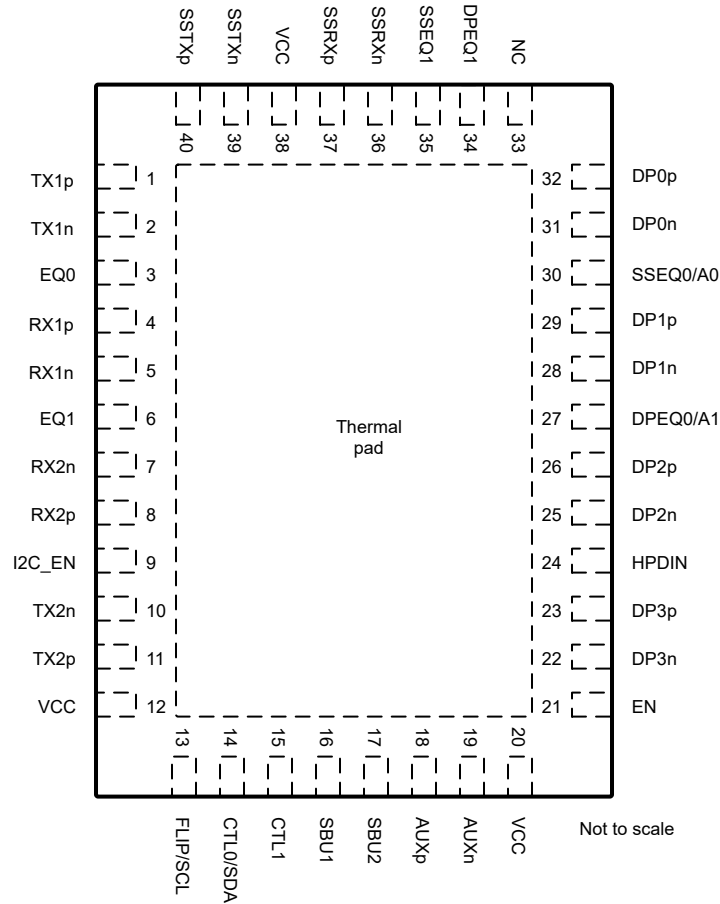 SSTXp
SSTXn
VCC
SSRXp
SSRXn
SSEQ1
DPEQ1
NC
40
39
38
37
36
35
34
33
TX1p 1
32 DP0p
TX1n 2
31 DP0n
EQ0 3
30 SSEQ0/A0
RX1p 4
29 DP1p
RX1n 5
28 DP1n
EQ1 6
27 DPEQ0/A1
Thermal
pad
RX2n 7
26 DP2p
RX2p 8
25 DP2n
I2C_EN 9
24 HPDIN
TX2n 10
23 DP3p
TX2p 11
22 DP3n
VCC 12
21 EN
13
14
15
16
17
18
19
20
FLIP/SCL
CTL0/SDA
CTL1
SBU1
SBU2
AUXp
AUXn
VCC
Not to scale